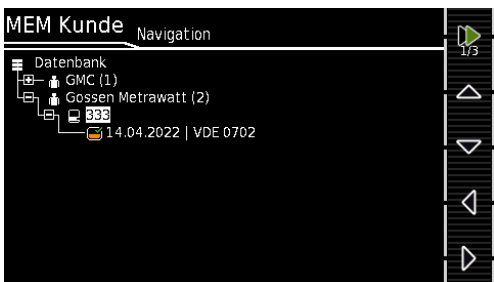 MEM Kunde Navigation
1/3
Datenbank
GMC (1)
Gossen Metrawatt (2)
333
14.04.2022 | VDE 0702